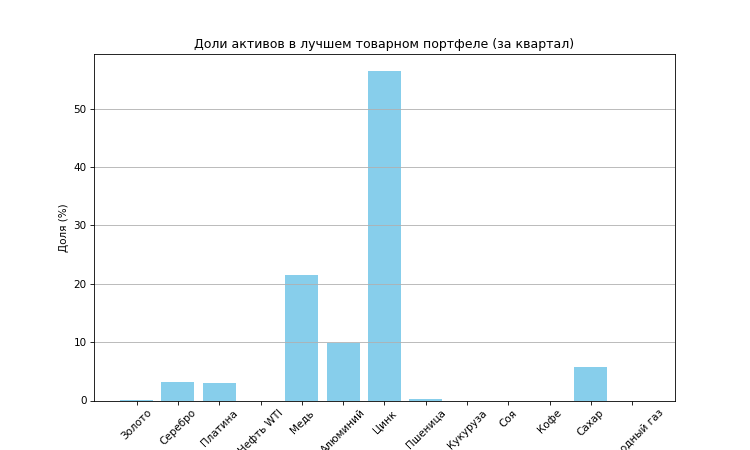 Доли активов в лучшем товарном портфеле (за квартал)
Доля (%)
50
40
30
20
10
0
Золото
Серебро
Платина
Нефть WTI
Медь
Алюминий
Цинк
Пшеница
Кукуруза
Соя
Кофе
Сахар
газ